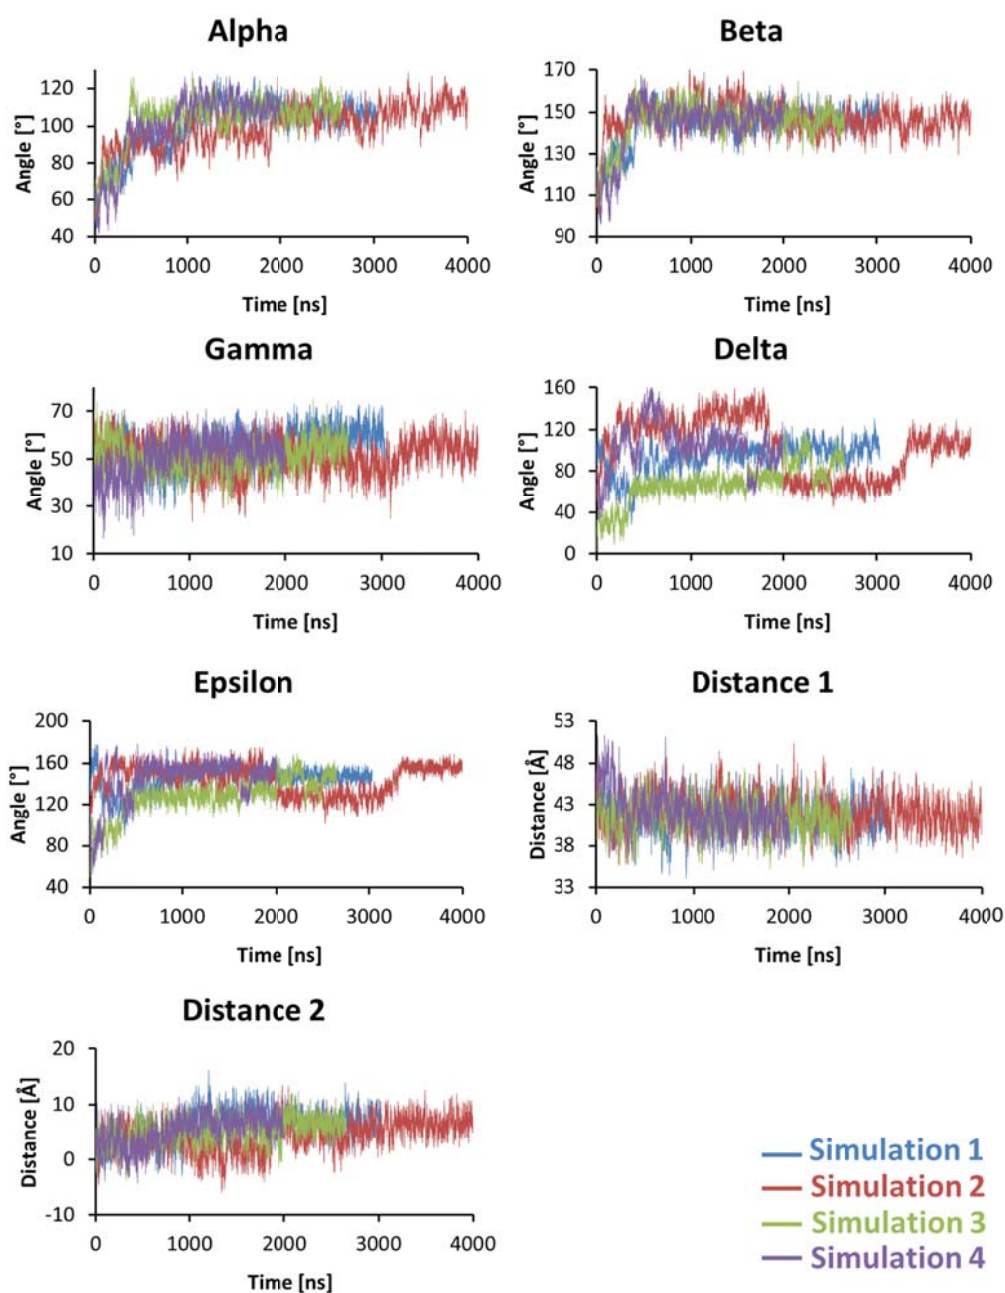 Alpha
Angle [°]
120
100
80
60
40
0 1000 2000 3000 4000
Time [ns]
Beta
Angle [°]
170
150
130
110
90
0 1000 2000 3000 4000
Time [ns]
Gamma
Angle [°]
70
50
30
10
0 1000 2000 3000 4000
Time [ns]
Delta
Angle [°]
160
120
80
40
0
0 1000 2000 3000 4000
Time [ns]
Epsilon
Angle [°]
200
160
120
80
40
0 1000 2000 3000 4000
Time [ns]
Distance 1
Distance [Å]
53
48
43
38
33
0 1000 2000 3000 4000
Time [ns]
Distance 2
Distance [Å]
20
10
0
-10
0 1000 2000 3000 4000
Time [ns]
Simulation 1
Simulation 2
Simulation 3
Simulation 4